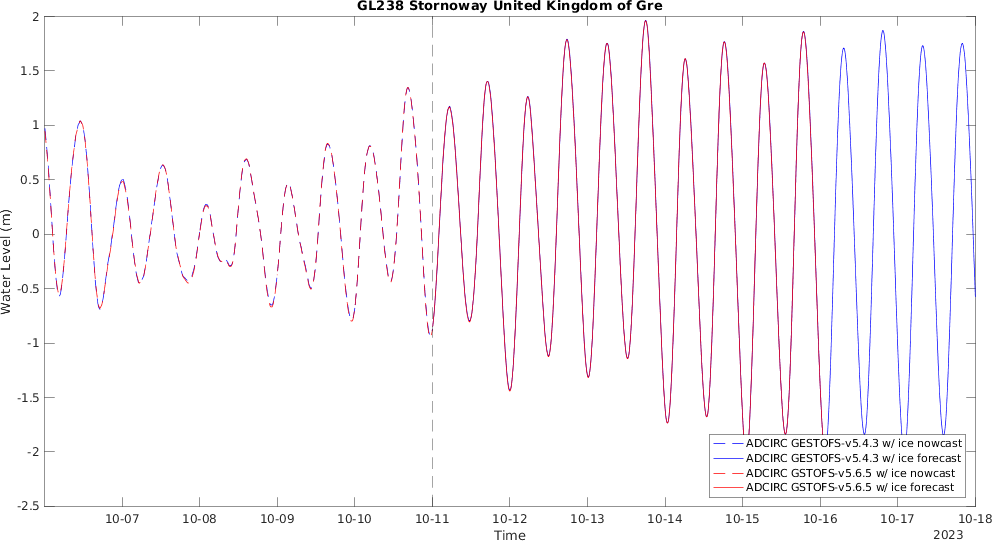 GL238 Stornoway United Kingdom of Gre
2
1.5
1
0.5
0
-0.5
-1
-1.5
-2
-2.5
Water Level (m)
ADCIRC GESTOFS-v5.4.3 w/ ice nowcast
ADCIRC GESTOFS-v5.4.3 w/ ice forecast
ADCIRC GSTOFS-v5.6.5 w/ ice nowcast
ADCIRC GSTOFS-v5.6.5 w/ ice forecast
10-07 10-08 10-09 10-10 10-11 10-12 10-13 10-14 10-15 10-16 10-17 10-18
Time
2023